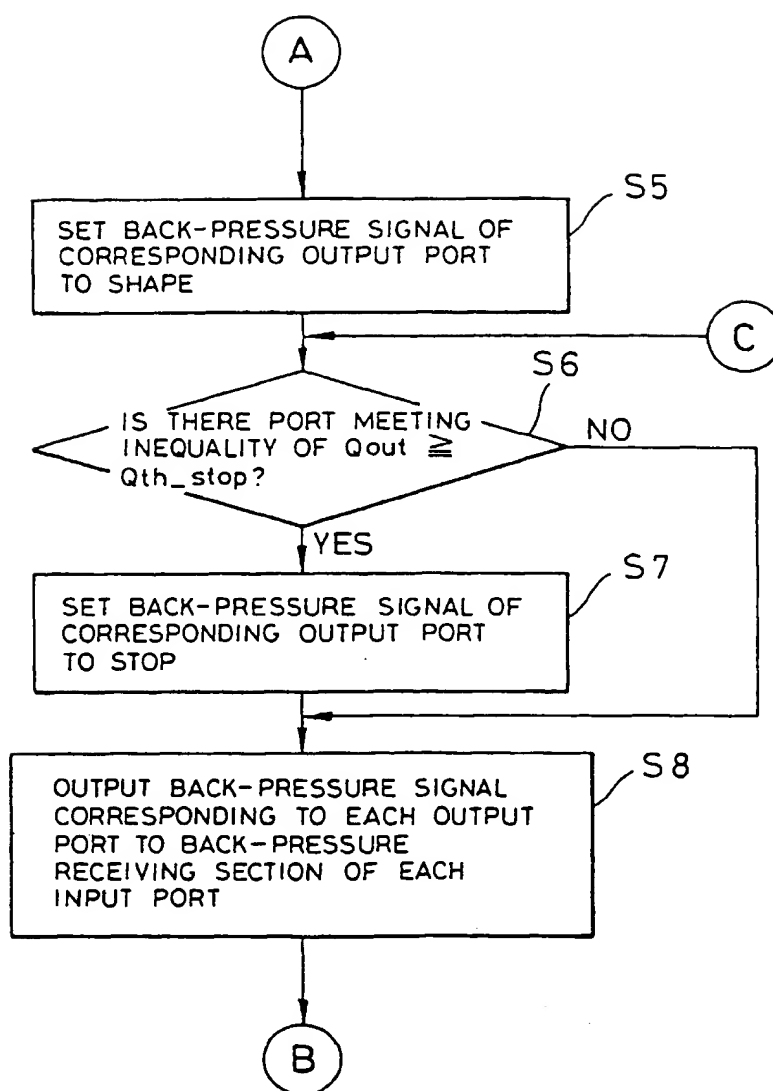 A
S5
SET BACK-PRESSURE SIGNAL OF
CORRESPONDING OUTPUT PORT
TO SHAPE
C
S6
IS THERE PORT MEETING
INEQUALITY OF Qout ≧
Qth_stop?
NO
YES
S7
SET BACK-PRESSURE SIGNAL OF
CORRESPONDING OUTPUT PORT
TO STOP
S8
OUTPUT BACK-PRESSURE SIGNAL
CORRESPONDING TO EACH OUTPUT
PORT TO BACK-PRESSURE
RECEIVING SECTION OF EACH
INPUT PORT
B